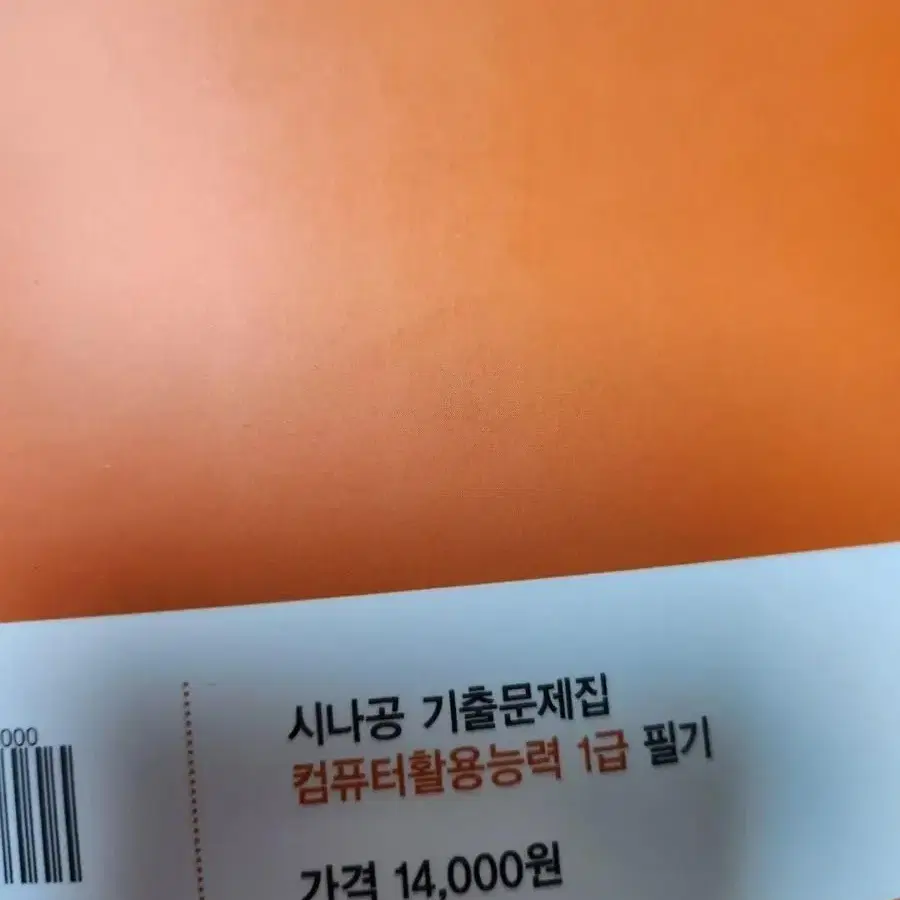 000
시나공 기출문제집
컴퓨터활용능력 1급 필기
가격 14,000원